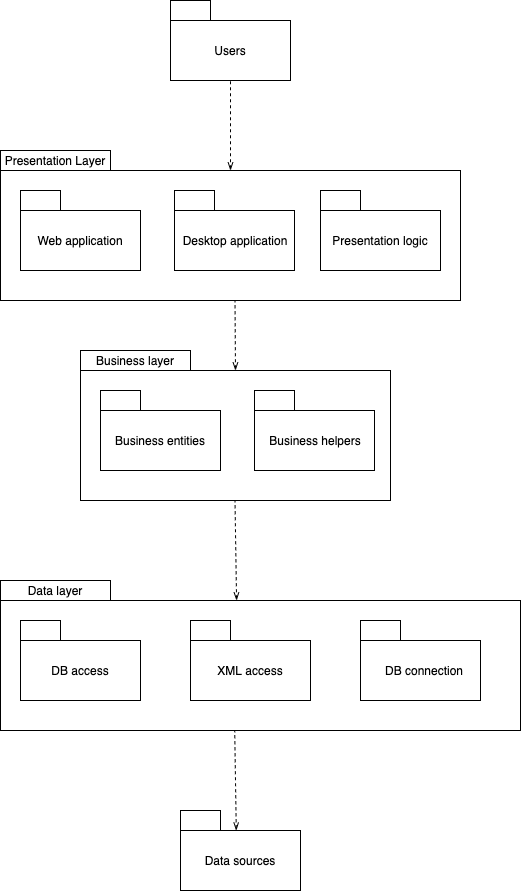 Users
Presentation Layer
Web application
Desktop application
Presentation logic
Business layer
Business entities
Business helpers
Data layer
DB access
XML access
DB connection
Data sources